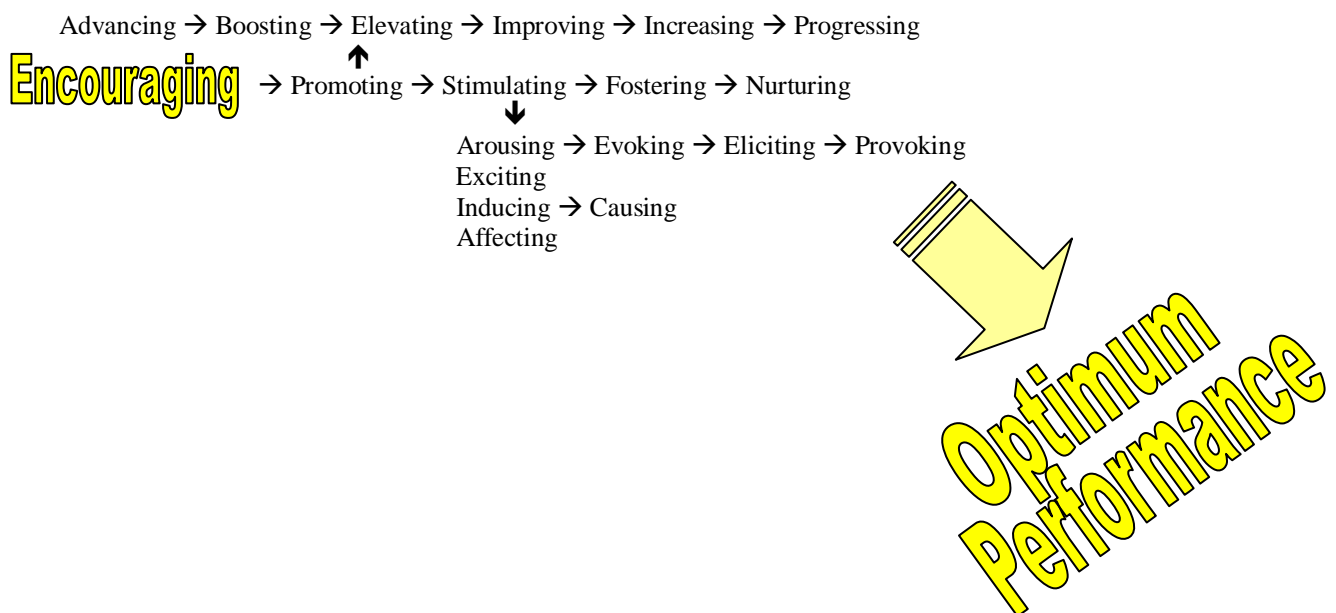 Advancing → Boosting → Elevating → Improving → Increasing → Progressing
↑
Encouraging → Promoting → Stimulating → Fostering → Nurturing
↓
Arousing → Evoking → Eliciting → Provoking
Exciting
Inducing → Causing
Affecting
Optimum
Performance